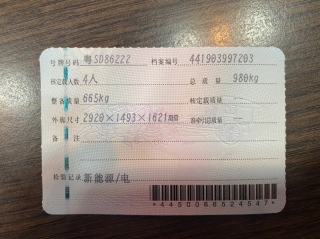 号牌号码 粤SD86222 档案编号 441903997203
核定载人数 4人 总质量 980kg
整备质量 665kg 核定载质量 --
外廓尺寸 2920×1493×1621mm 准牵引总质量 --
备注
检验记录 新能源/电
*4450066524547*